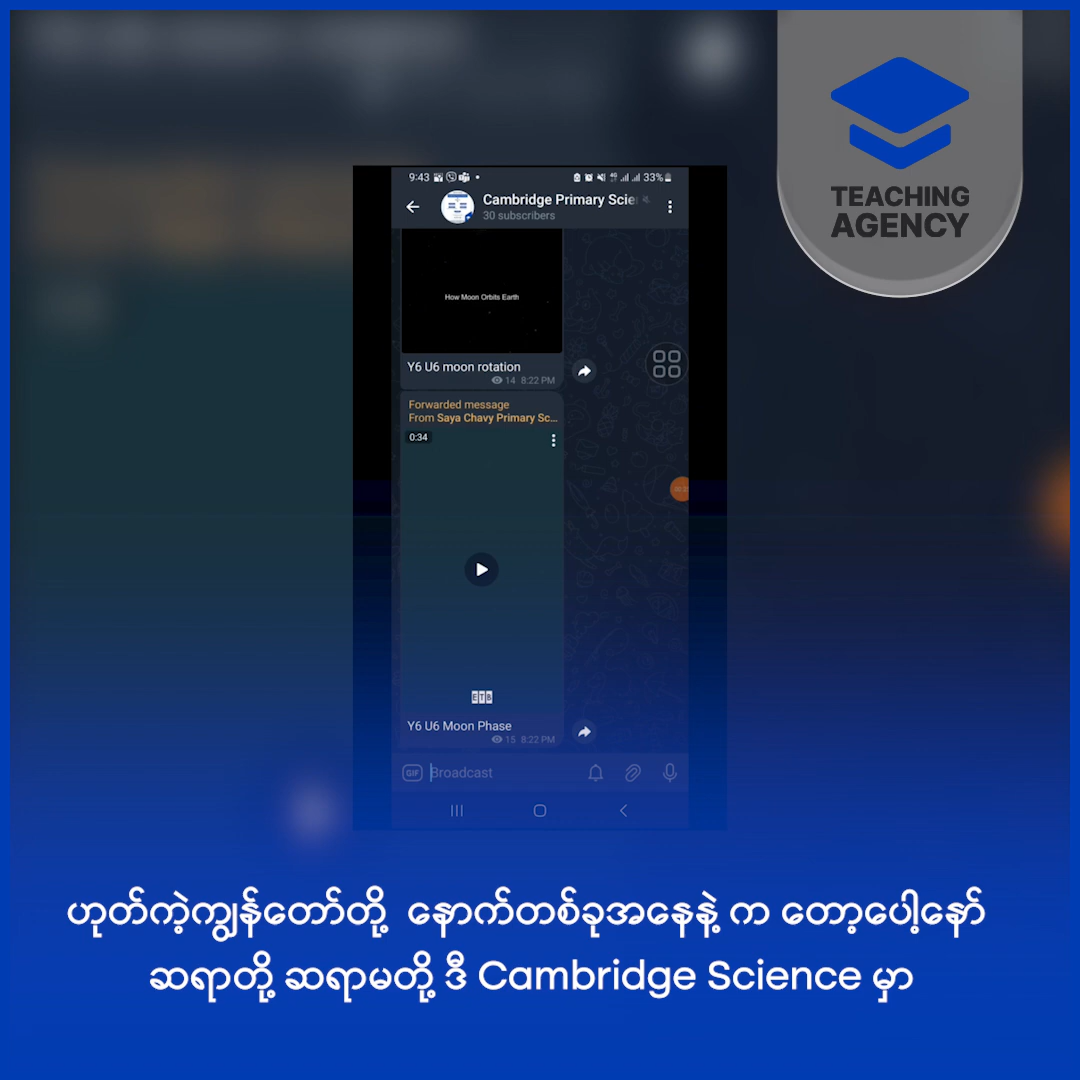 TEACHING
AGENCY
9:43
33%
Cambridge Primary Scie
30 subscribers
How Moon Orbits Earth
Y6 U6 moon rotation
14 8:22 PM
Forwarded message
From Saya Chavy Primary Sc...
0:34
ETB
Y6 U6 Moon Phase
15 8:22 PM
GIF Broadcast
ဟုတ်ကဲ့ကျွန်တော်တို့ နောက်တစ်ခုအနေနဲ့ က တော့ပေါ့နော်
ဆရာတို့ ဆရာမတို့ ဒီ Cambridge Science မှာ